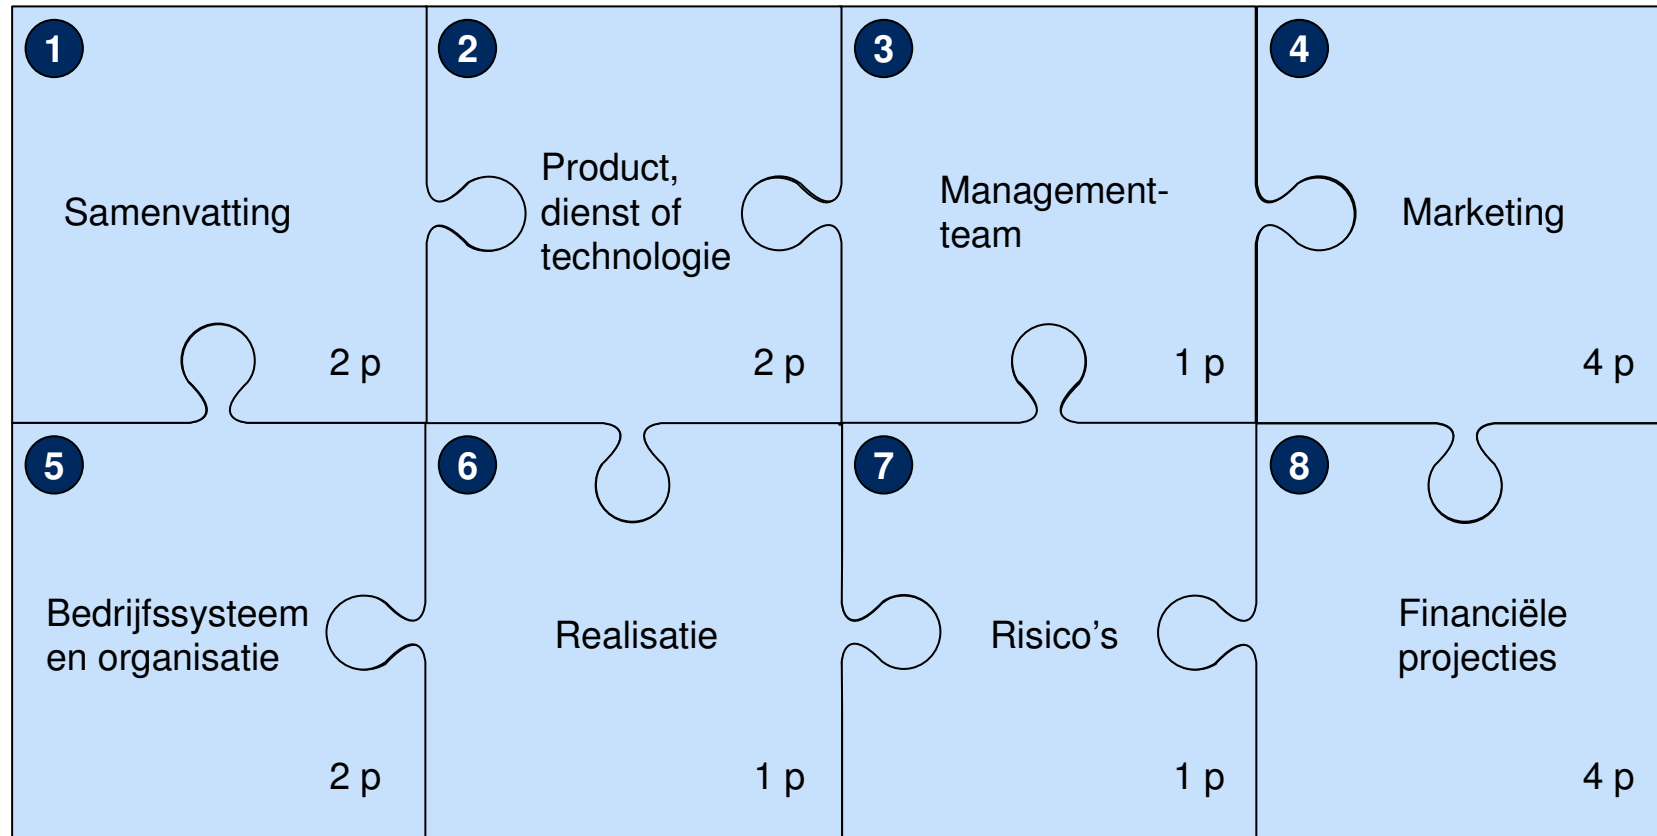 1
Samenvatting
2 p
2
Product,
dienst of
technologie
2 p
3
Management-
team
1 p
4
Marketing
4 p
5
Bedrijfssysteem
en organisatie
2 p
6
Realisatie
1 p
7
Risico’s
1 p
8
Financiële
projecties
4 p